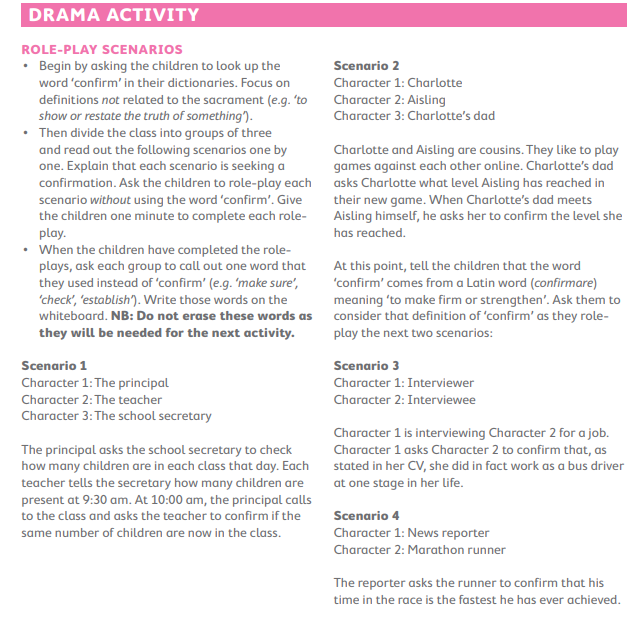 DRAMA ACTIVITY
ROLE-PLAY SCENARIOS
• Begin by asking the children to look up the
word ‘confirm’ in their dictionaries. Focus on
definitions not related to the sacrament (e.g. ‘to
show or restate the truth of something’).
• Then divide the class into groups of three
and read out the following scenarios one by
one. Explain that each scenario is seeking a
confirmation. Ask the children to role-play each
scenario without using the word ‘confirm’. Give
the children one minute to complete each role-
play.
• When the children have completed the role-
plays, ask each group to call out one word that
they used instead of ‘confirm’ (e.g. ‘make sure’,
‘check’, ‘establish’). Write those words on the
whiteboard. NB: Do not erase these words as
they will be needed for the next activity.
Scenario 1
Character 1: The principal
Character 2: The teacher
Character 3: The school secretary
The principal asks the school secretary to check
how many children are in each class that day. Each
teacher tells the secretary how many children are
present at 9:30 am. At 10:00 am, the principal calls
to the class and asks the teacher to confirm if the
same number of children are now in the class.
Scenario 2
Character 1: Charlotte
Character 2: Aisling
Character 3: Charlotte’s dad
Charlotte and Aisling are cousins. They like to play
games against each other online. Charlotte’s dad
asks Charlotte what level Aisling has reached in
their new game. When Charlotte’s dad meets
Aisling himself, he asks her to confirm the level she
has reached.
At this point, tell the children that the word
‘confirm’ comes from a Latin word (confirmare)
meaning ‘to make firm or strengthen’. Ask them to
consider that definition of ‘confirm’ as they role-
play the next two scenarios:
Scenario 3
Character 1: Interviewer
Character 2: Interviewee
Character 1 is interviewing Character 2 for a job.
Character 1 asks Character 2 to confirm that, as
stated in her CV, she did in fact work as a bus driver
at one stage in her life.
Scenario 4
Character 1: News reporter
Character 2: Marathon runner
The reporter asks the runner to confirm that his
time in the race is the fastest he has ever achieved.